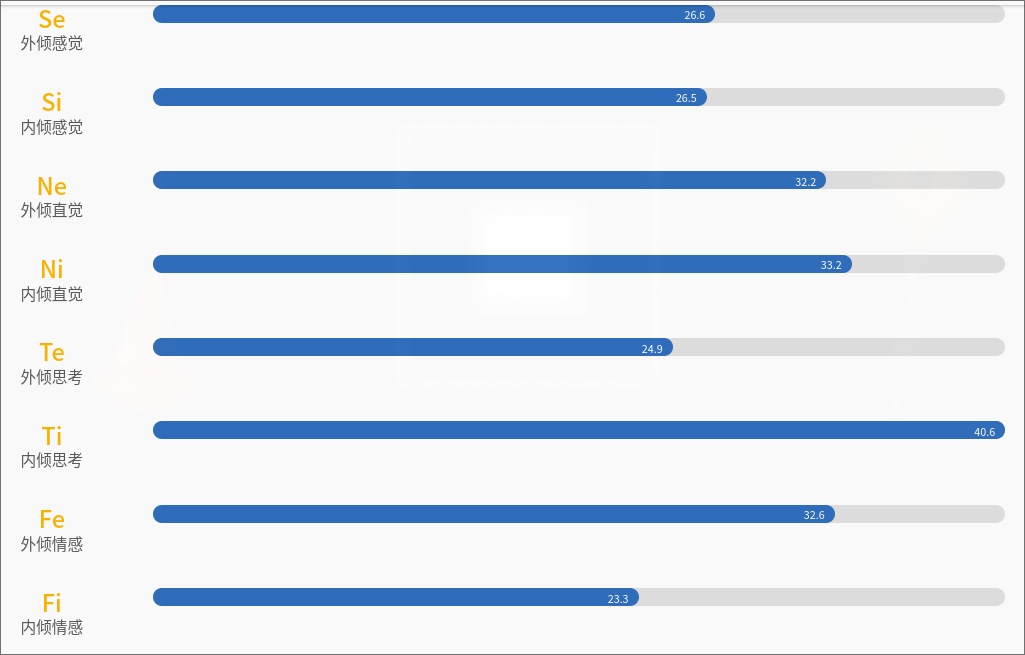 Se
26.6
外倾感觉
Si
26.5
内倾感觉
Ne
32.2
外倾直觉
Ni
33.2
内倾直觉
Te
24.9
外倾思考
Ti
40.6
内倾思考
Fe
32.6
外倾情感
Fi
23.3
内倾情感